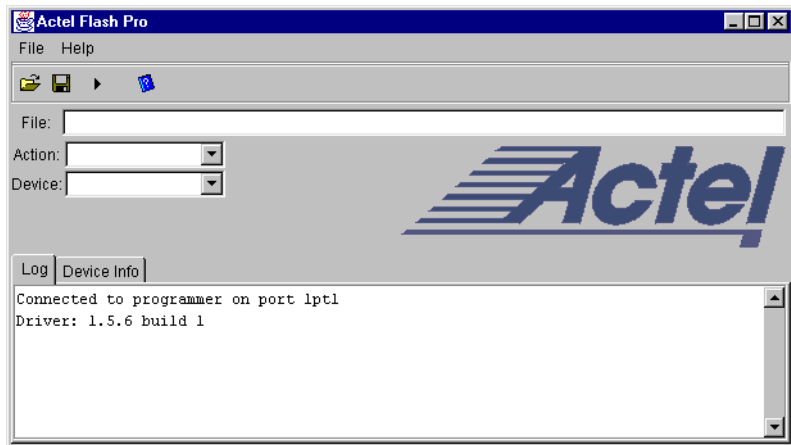 Actel Flash Pro
File Help
File:
Action:
Device:
Actel
Log Device Info
Connected to programmer on port lpt1
Driver: 1.5.6 build 1